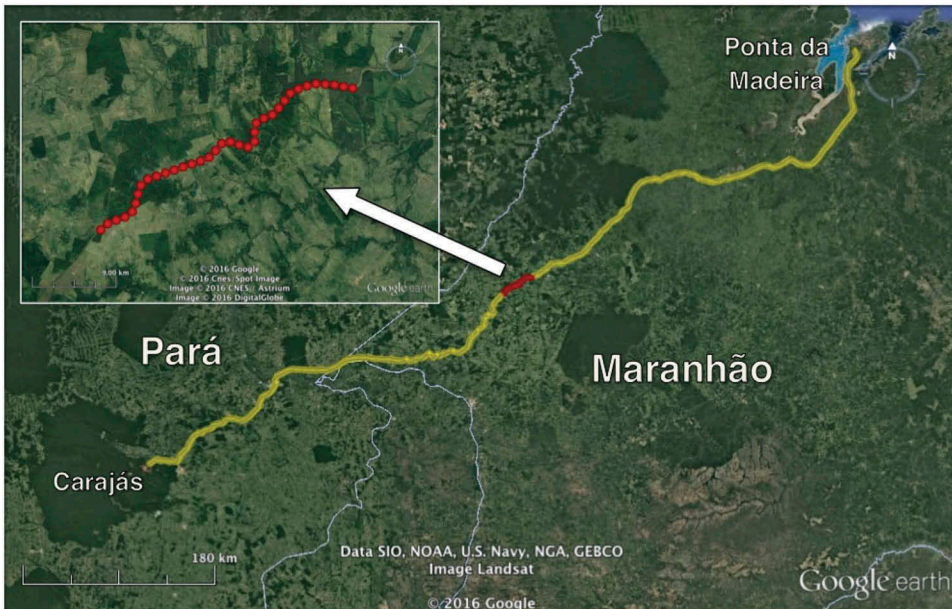 Ponta da
Madeira
N
N
9.00 km
© 2016 Google
© 2016 Cnes/Spot Image
Image © 2016 CNES / Astrium
Image © 2016 DigitalGlobe
Google earth
Pará
Maranhão
Carajás
180 km
Data SIO, NOAA, U.S. Navy, NGA, GEBCO
Image Landsat
© 2016 Google
Google earth